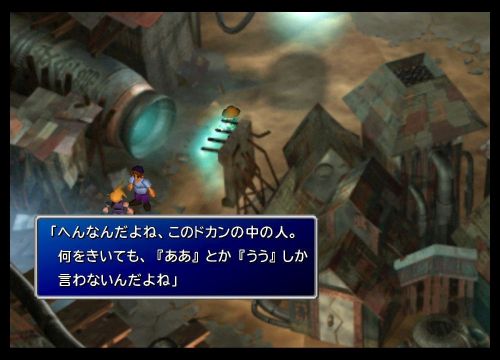 「へんなんだよね、このドカンの中の人。
何をきいても、『ああ』とか『うう』しか
言わないんだよね」